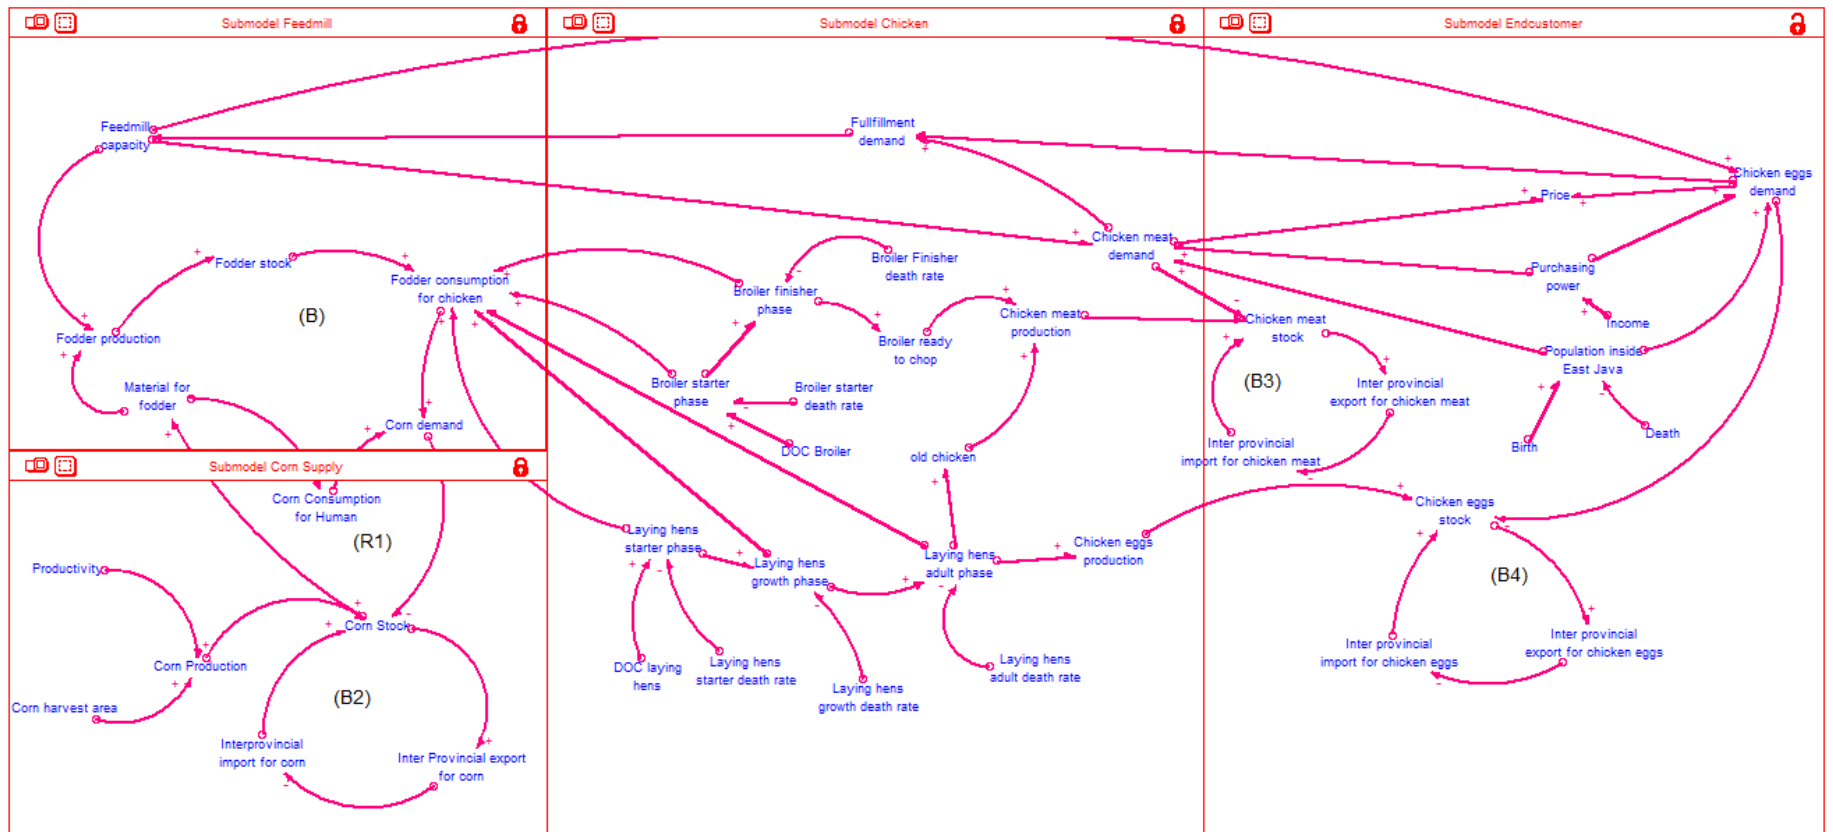 Submodel Feedmill
Feedmill
capacity
Fodder stock
Fodder consumption
for chicken
(B)
Fodder production
Material for
fodder
Corn demand
Submodel Corn Supply
Corn Consumption
for Human
(R1)
Productivity
Corn Stock
Corn Production
(B2)
Corn harvest area
Interprovincial
import for corn
Inter Provincial export
for corn
Submodel Chicken
Fullfillment
demand
Chicken meat
demand
Broiler Finisher
death rate
Broiler finisher
phase
Chicken meat
production
Broiler ready
to chop
Broiler starter
phase
Broiler starter
death rate
DOC Broiler
old chicken
Laying hens
starter phase
Laying hens
growth phase
Laying hens
adult phase
Chicken eggs
production
DOC laying
hens
Laying hens
starter death rate
Laying hens
growth death rate
Laying hens
adult death rate
Submodel Endcustomer
Chicken eggs
demand
Price
Purchasing
power
Income
Chicken meat
stock
Population inside
East Java
(B3)
Inter provincial
export for chicken meat
Inter provincial
import for chicken meat
Birth
Death
Chicken eggs
stock
(B4)
Inter provincial
import for chicken eggs
Inter provincial
export for chicken eggs